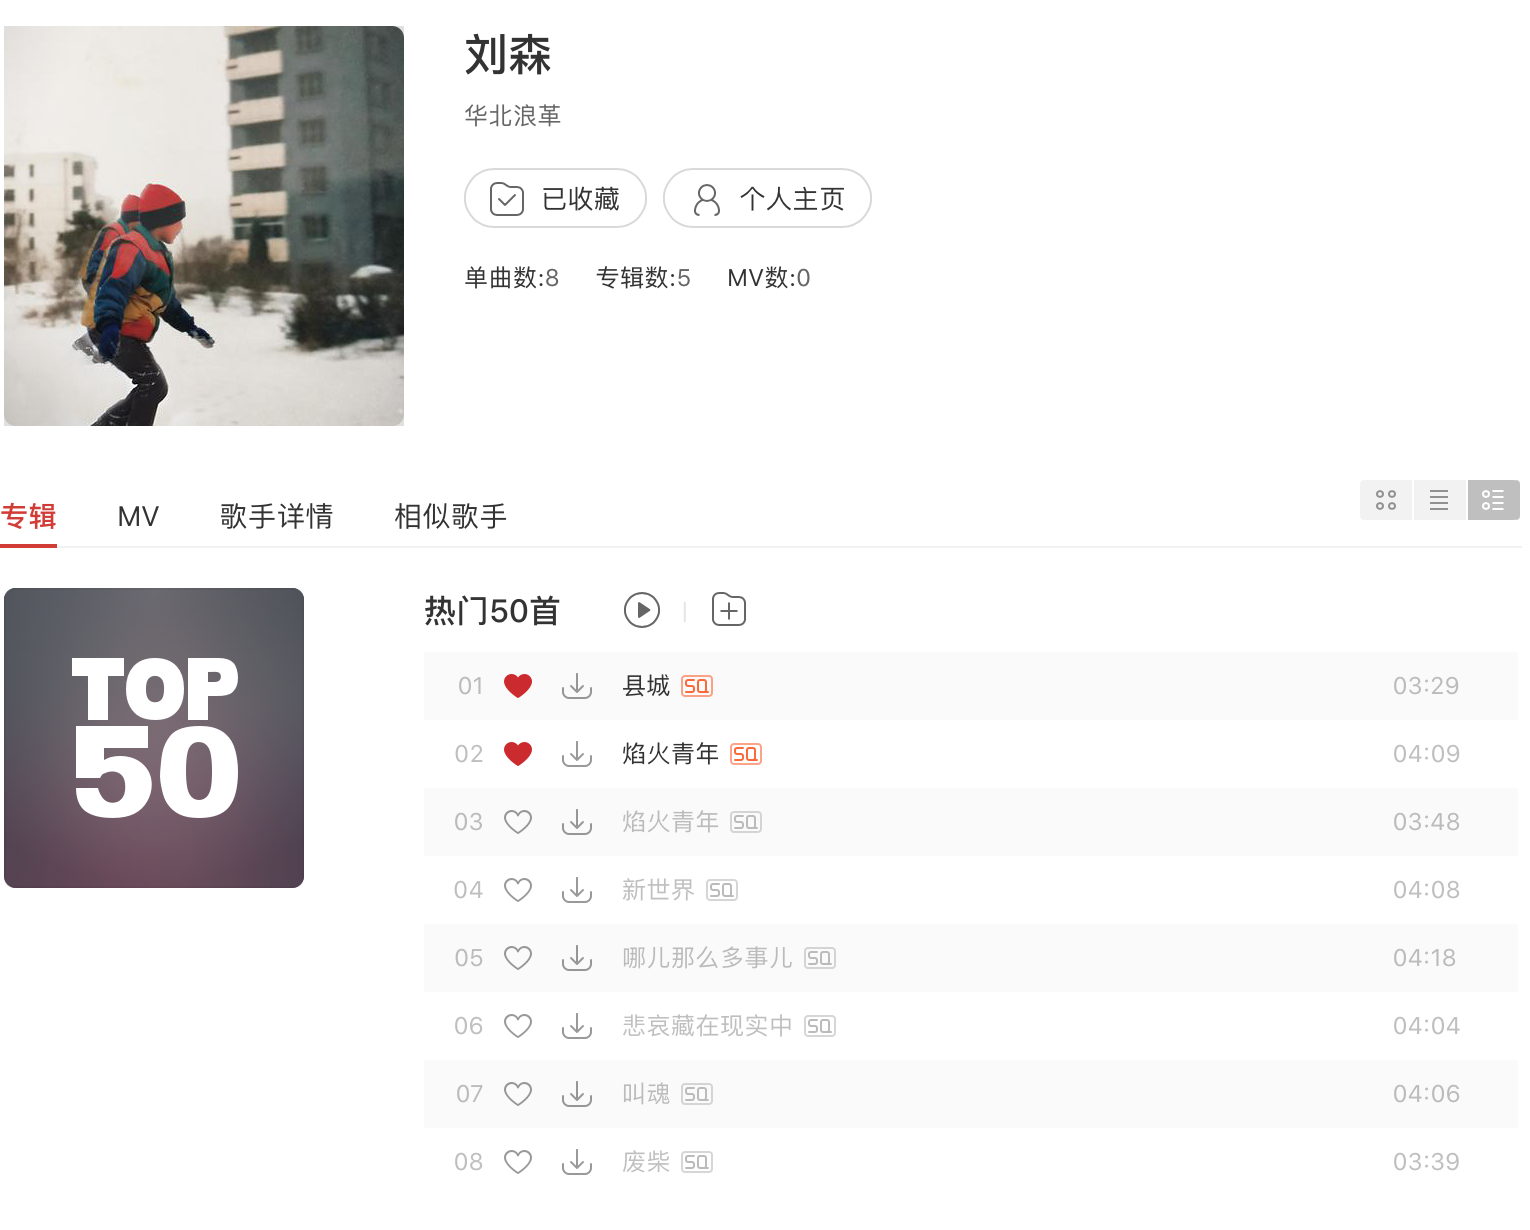 刘森
华北浪革
已收藏 个人主页
单曲数:8 专辑数:5 MV数:0
专辑 MV 歌手详情 相似歌手
TOP
50
热门50首
01 县城 SQ 03:29
02 焰火青年 SQ 04:09
03 焰火青年 SQ 03:48
04 新世界 SQ 04:08
05 哪儿那么多事儿 SQ 04:18
06 悲哀藏在现实中 SQ 04:04
07 叫魂 SQ 04:06
08 废柴 SQ 03:39